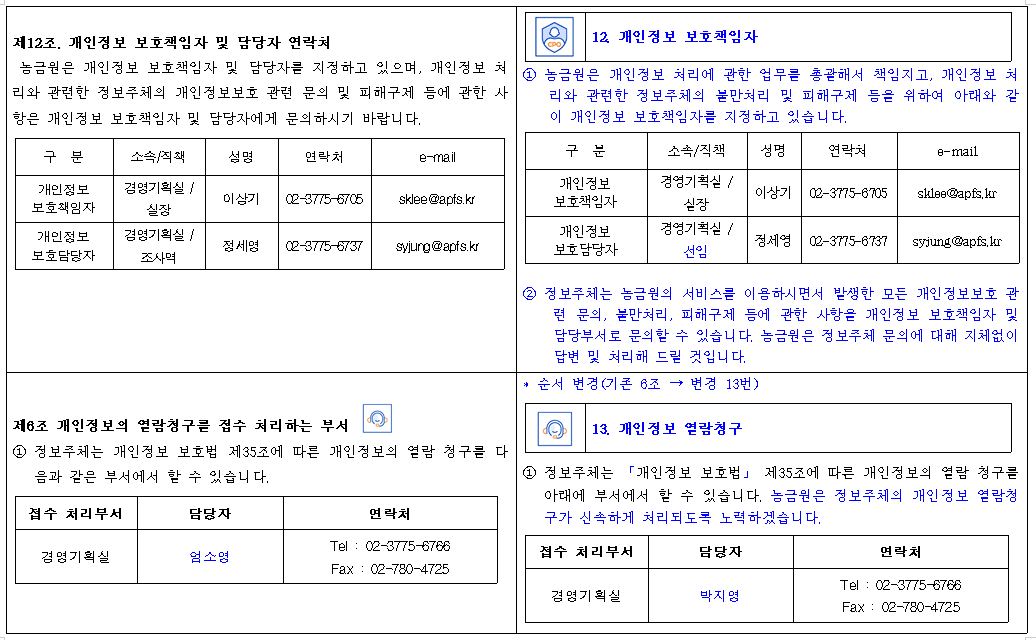 제12조. 개인정보 보호책임자 및 담당자 연락처
농금원은 개인정보 보호책임자 및 담당자를 지정하고 있으며, 개인정보 처
리와 관련한 정보주체의 개인정보보호 관련 문의 및 피해구제 등에 관한 사
항은 개인정보 보호책임자 및 담당자에게 문의하시기 바랍니다.
구 분 소속/직책 성명 연락처 e-mail
개인정보 보호책임자 경영기획실 / 실장 이상기 02-3775-6705 sklee@apfs.kr
개인정보 보호담당자 경영기획실 / 조사역 정세영 02-3775-6737 syjung@apfs.kr
CPO
12. 개인정보 보호책임자
① 농금원은 개인정보 처리에 관한 업무를 총괄해서 책임지고, 개인정보 처
리와 관련한 정보주체의 불만처리 및 피해구제 등을 위하여 아래와 같
이 개인정보 보호책임자를 지정하고 있습니다.
구 분 소속/직책 성명 연락처 e-mail
개인정보 보호책임자 경영기획실 / 실장 이상기 02-3775-6705 sklee@apfs.kr
개인정보 보호담당자 경영기획실 / 선임 정세영 02-3775-6737 syjung@apfs.kr
② 정보주체는 농금원의 서비스를 이용하시면서 발생한 모든 개인정보보호 관
련 문의, 불만처리, 피해구제 등에 관한 사항을 개인정보 보호책임자 및
담당부서로 문의할 수 있습니다. 농금원은 정보주체 문의에 대해 지체없이
답변 및 처리해 드릴 것입니다.
제6조 개인정보의 열람청구를 접수 처리하는 부서
① 정보주체는 개인정보 보호법 제35조에 따른 개인정보의 열람 청구를 다
음과 같은 부서에서 할 수 있습니다.
접수 처리부서 담당자 연락처
경영기획실 엄소영 Tel : 02-3775-6766
Fax : 02-780-4725
* 순서 변경(기존 6조 → 변경 13번)
13. 개인정보 열람청구
① 정보주체는 「개인정보 보호법」 제35조에 따른 개인정보의 열람 청구를
아래에 부서에서 할 수 있습니다. 농금원은 정보주체의 개인정보 열람청
구가 신속하게 처리되도록 노력하겠습니다.
접수 처리부서 담당자 연락처
경영기획실 박지영 Tel : 02-3775-6766
Fax : 02-780-4725